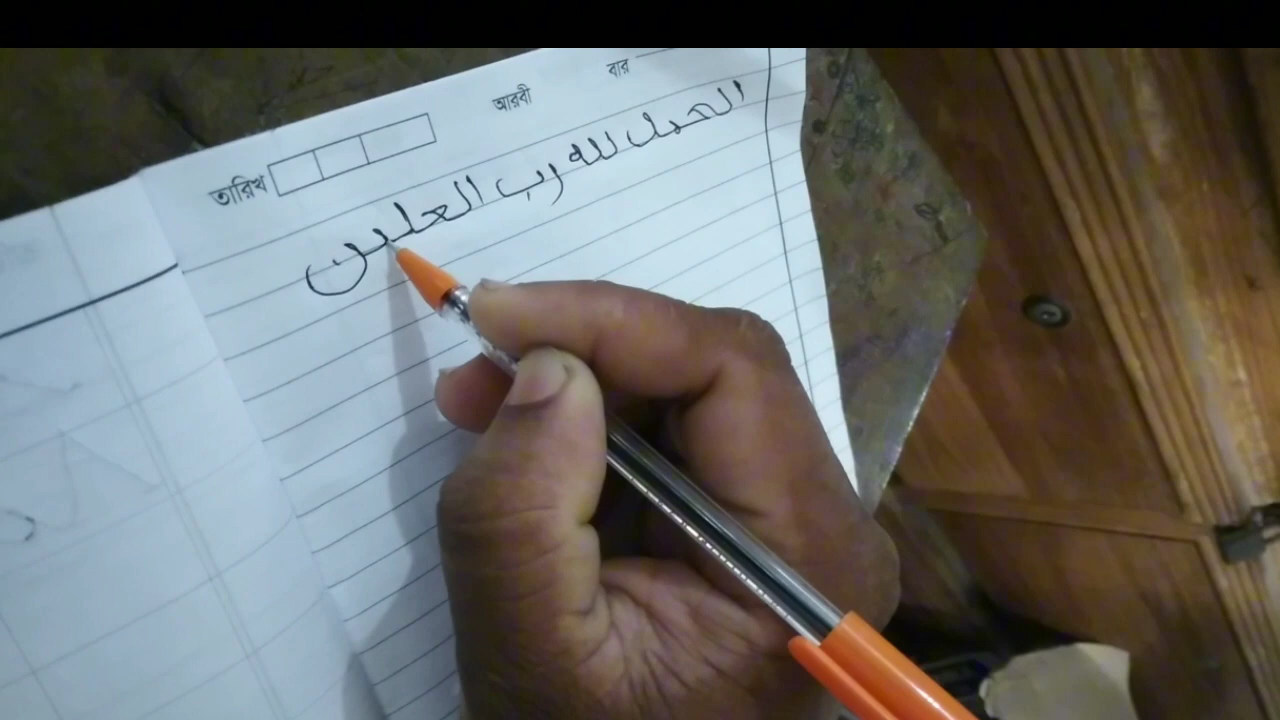 তারিখ আরবী বার
الحمد لله رب العلمين